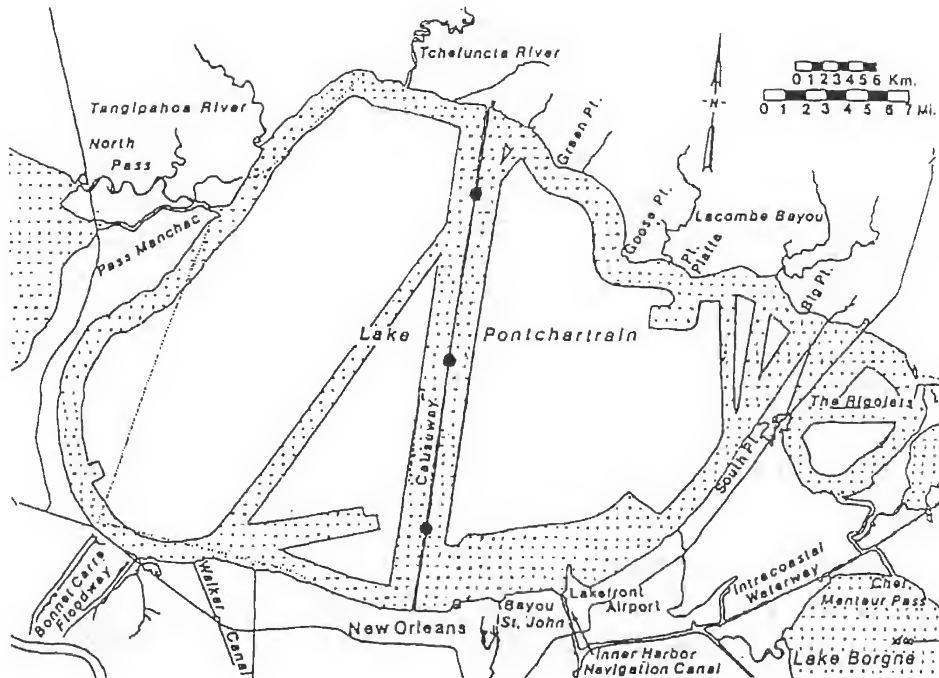 Tchefuncta River
Tangipahoa River
North
Pass
Pass Manchac
Green Pt.
-N-
0 1 2 3 4 5 6 Km.
0 1 2 3 4 5 6 7 Mi.
Goose Pt.
Pt.
Platte
Lacombe Bayou
Big Pt.
Lake Pontchartrain
Causeway
The Rigolets
South Pt.
Bonnet Carre
Floodway
Walker
Canal
New Orleans
Bayou
St. John
Lakefront
Airport
Inner Harbor
Navigation Canal
Intracoastal
Waterway
Chef
Menteur Pass
Lake Borgne